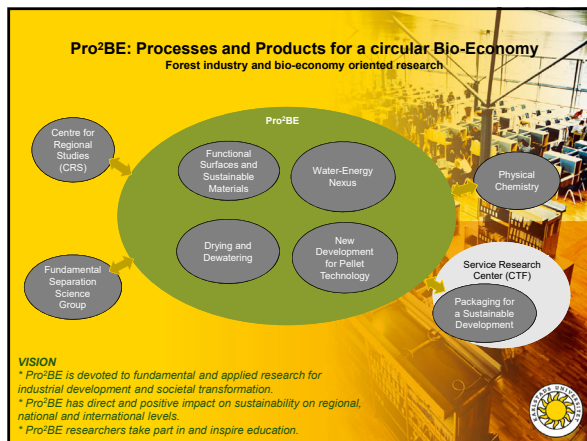 Pro²BE: Processes and Products for a circular Bio-Economy
Forest industry and bio-economy oriented research
Pro²BE
Centre for
Regional
Studies
(CRS)
Functional
Surfaces and
Sustainable
Materials
Water-Energy
Nexus
Physical
Chemistry
Drying and
Dewatering
New
Development
for Pellet
Technology
Fundamental
Separation
Science
Group
Service Research
Center (CTF)
Packaging for
a Sustainable
Development
VISION
* Pro²BE is devoted to fundamental and applied research for
industrial development and societal transformation.
* Pro²BE has direct and positive impact on sustainability on regional,
national and international levels.
* Pro²BE researchers take part in and inspire education.
KARLSTADS UNIVERSITET